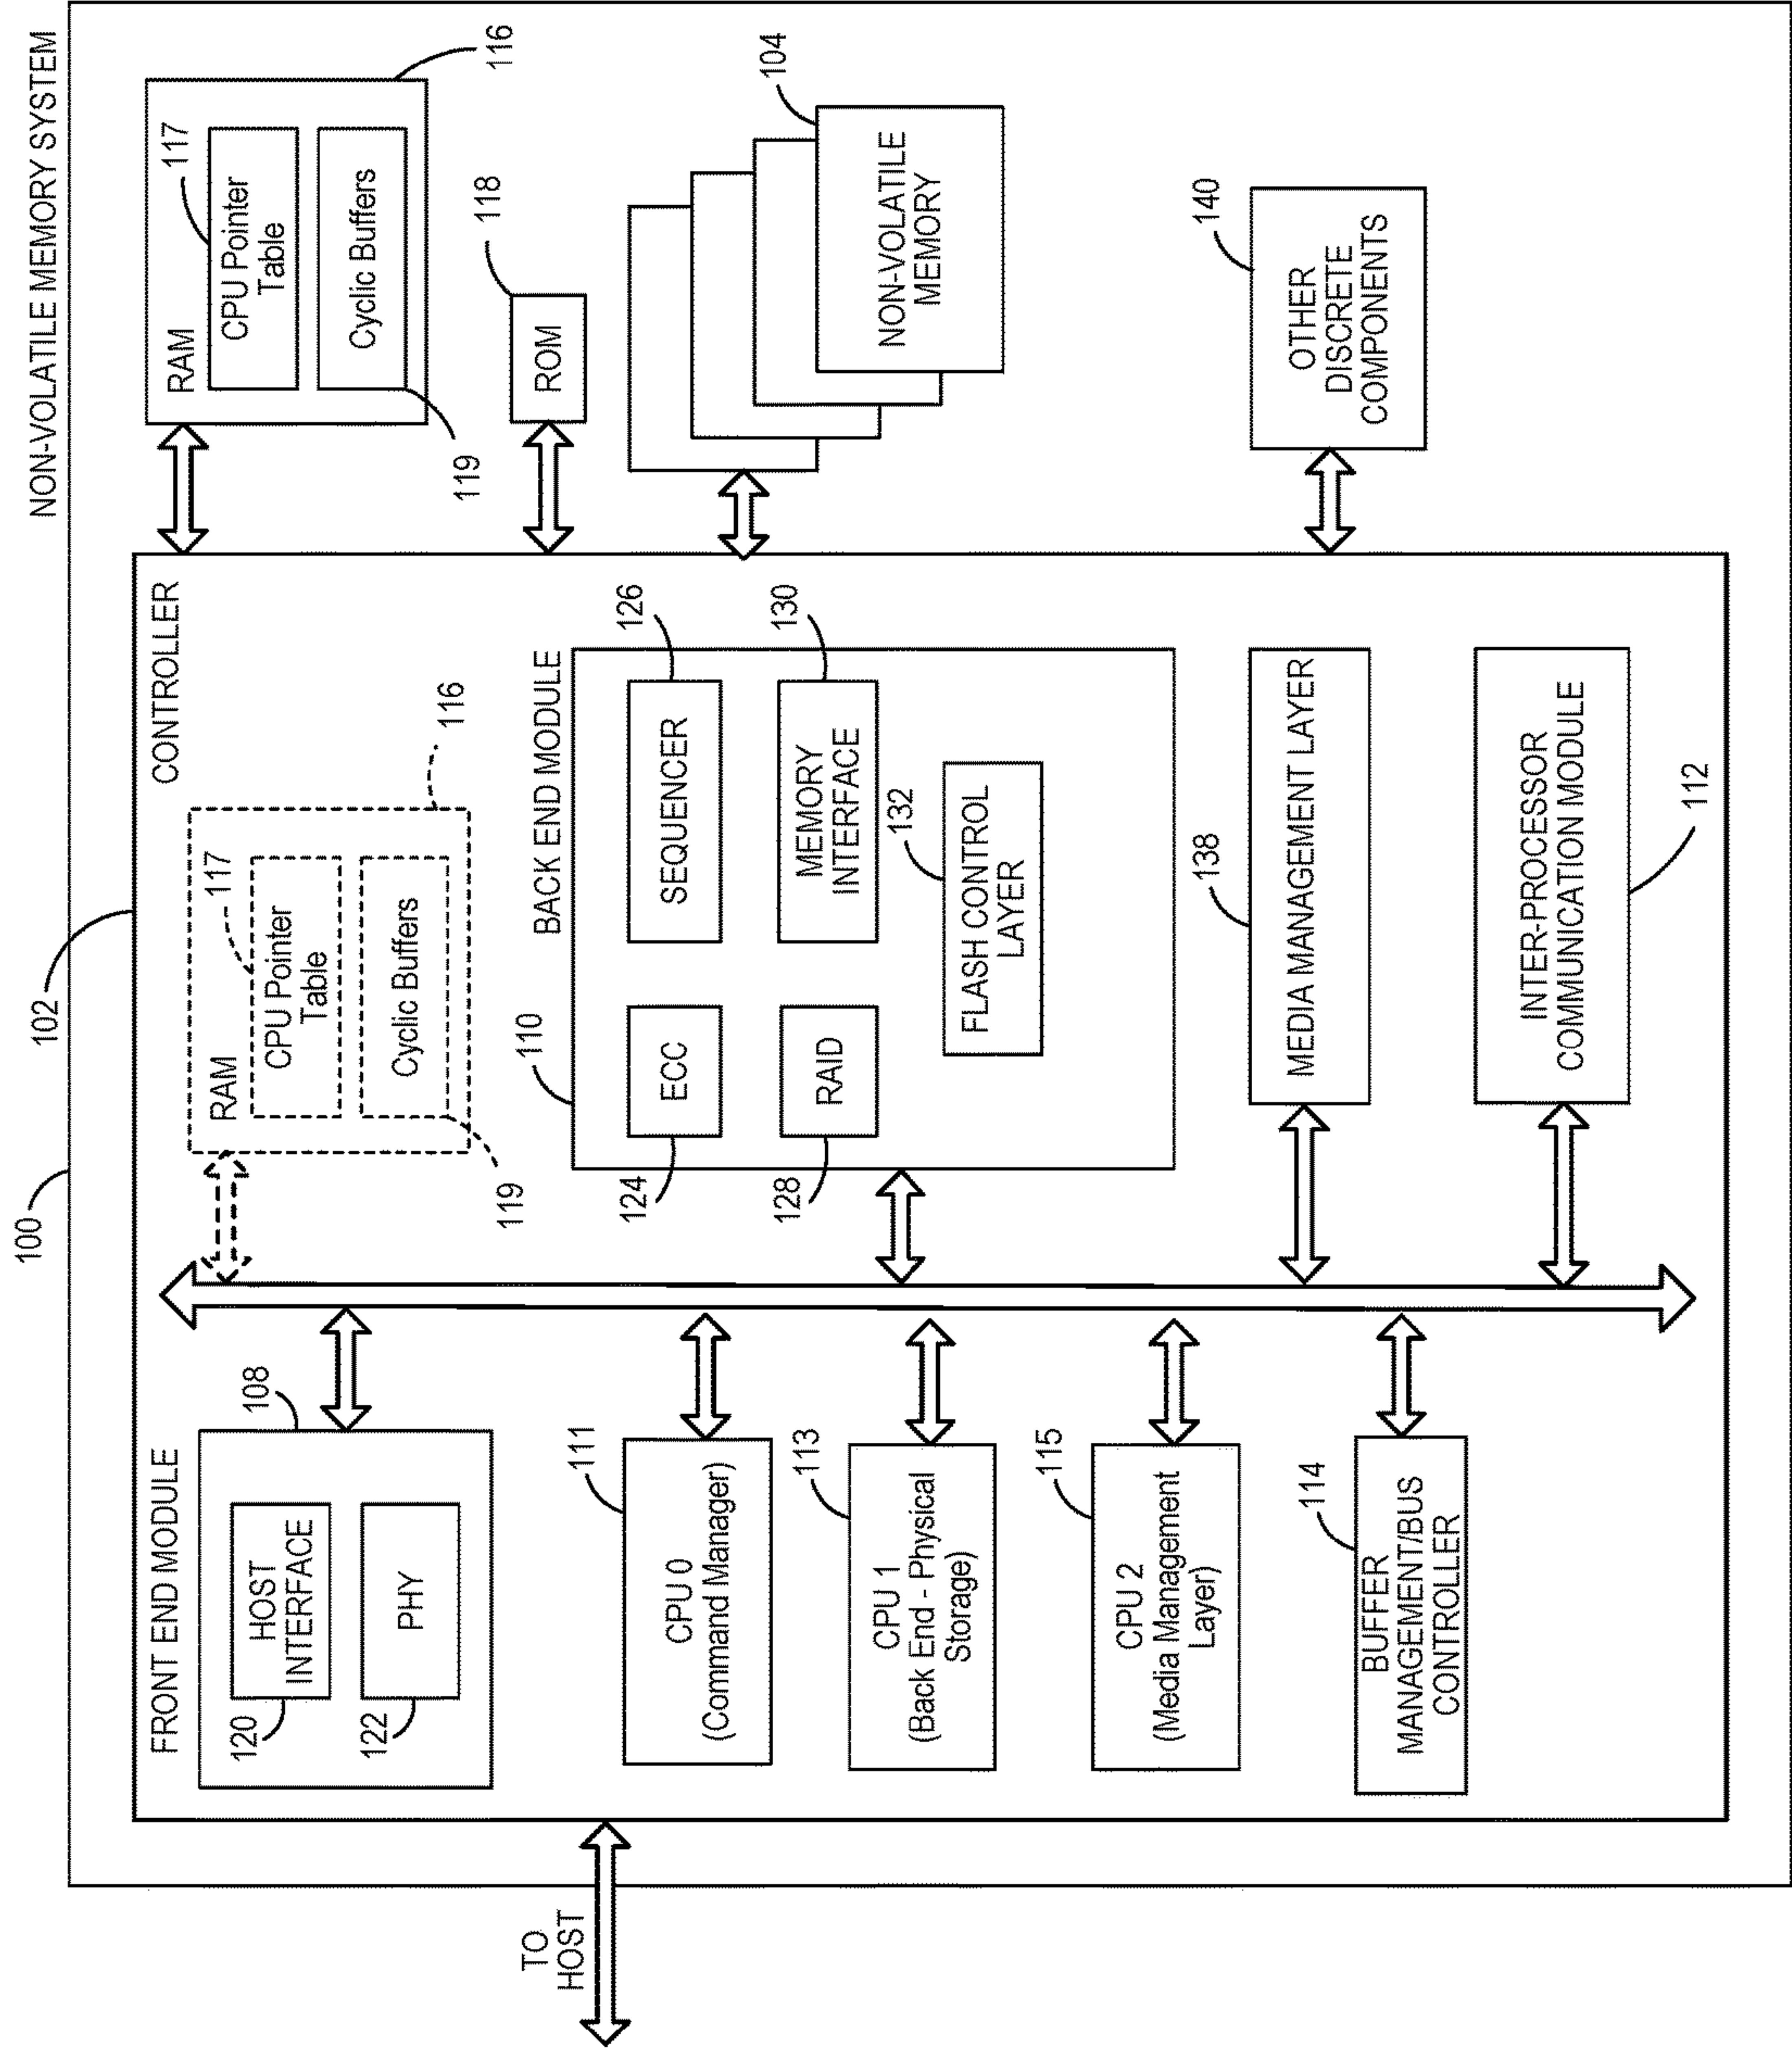 NON-VOLATILE MEMORY SYSTEM
100
102
CONTROLLER
TO
HOST
FRONT END MODULE
108
HOST
INTERFACE
120
PHY
122
111
CPU 0
(Command Manager)
113
CPU 1
(Back End - Physical
Storage)
115
CPU 2
(Media Management
Layer)
114
BUFFER
MANAGEMENT/BUS
CONTROLLER
RAM
116
117
CPU Pointer
Table
Cyclic Buffers
119
BACK END MODULE
110
ECC
124
SEQUENCER
126
RAID
128
MEMORY
INTERFACE
130
132
FLASH CONTROL
LAYER
138
MEDIA MANAGEMENT LAYER
INTER-PROCESSOR
COMMUNICATION MODULE
112
RAM
116
117
CPU Pointer
Table
Cyclic Buffers
119
118
ROM
104
NON-VOLATILE
MEMORY
140
OTHER
DISCRETE
COMPONENTS